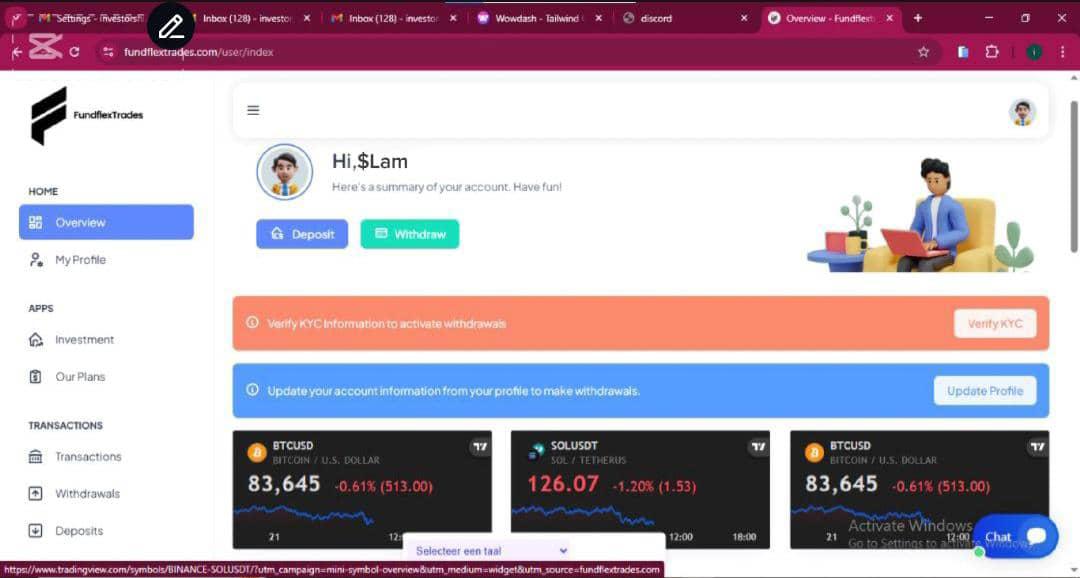 Settings - investors!
Inbox (128) - investor
Inbox (128) - investor
Wowdash - Tailwind
discord
Overview - Fundflext
fundflextrades.com/user/index
FundflexTrades
Hi,$Lam
Here's a summary of your account. Have fun!
Deposit
Withdraw
HOME
Overview
My Profile
APPS
Investment
Our Plans
TRANSACTIONS
Transactions
Withdrawals
Deposits
Verify KYC Information to activate withdrawals
Verify KYC
Update your account information from your profile to make withdrawals.
Update Profile
BTCUSD
BITCOIN / U.S. DOLLAR
83,645 -0.61% (513.00)
21
SOLUSDT
SOL / TETHERUS
126.07 -1.20% (1.53)
12:00 18:00
BTCUSD
BITCOIN / U.S. DOLLAR
83,645 -0.61% (513.00)
21 12:00
Activate Windows
Go to Settings to activate Windows.
Chat
Selecteer een taal
https://www.tradingview.com/symbols/BINANCE-SOLUSDT/?utm_campaign=mini-symbol-overview&utm_medium=widget&utm_source=fundflextrades.com